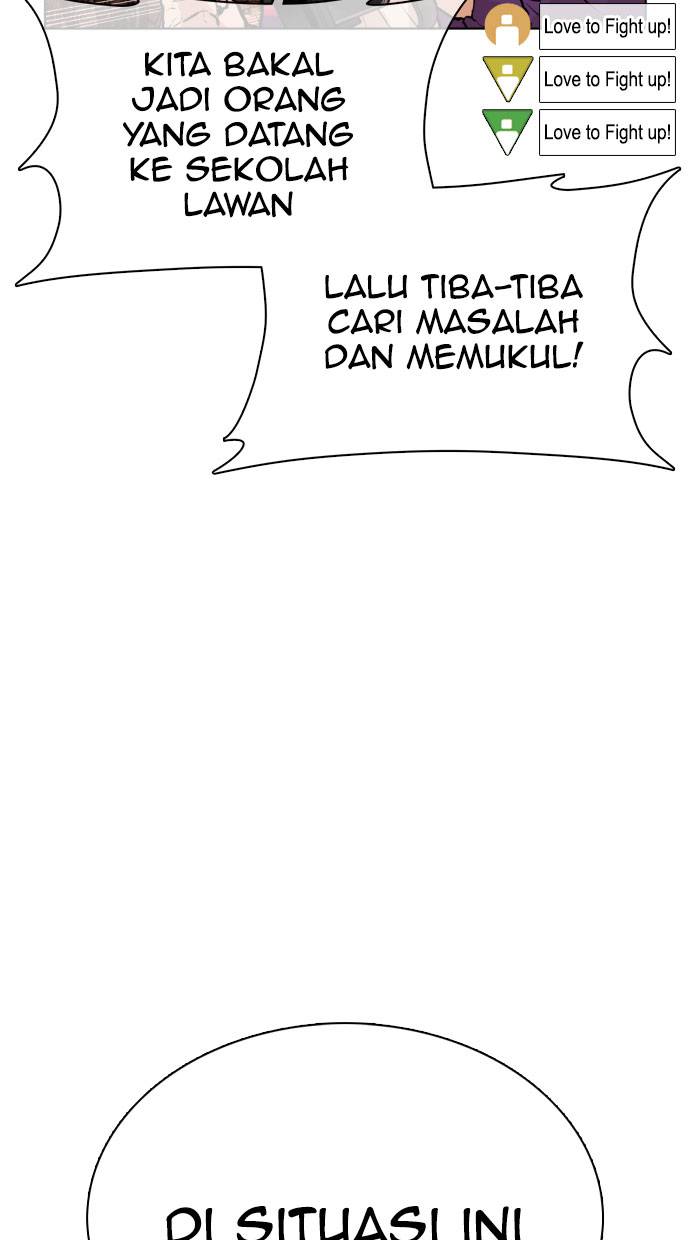 Love to Fight up!
Love to Fight up!
Love to Fight up!
KITA BAKAL
JADI ORANG
YANG DATANG
KE SEKOLAH
LAWAN
LALU TIBA-TIBA
CARI MASALAH
DAN MEMUKUL!
DI SITUASI INI